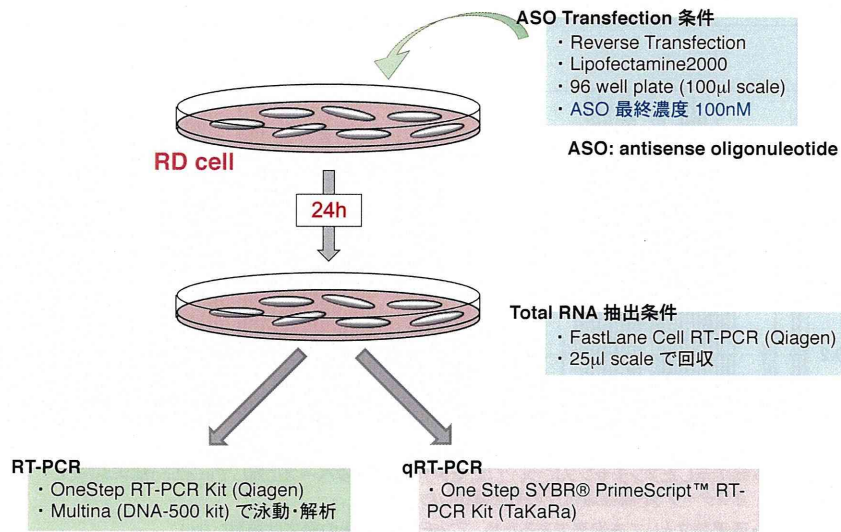 ASO Transfection 条件
・Reverse Transfection
・Lipofectamine2000
・96 well plate (100µl scale)
・ASO 最終濃度 100nM
ASO: antisense oligonuleotide
RD cell
24h
Total RNA 抽出条件
・FastLane Cell RT-PCR (Qiagen)
・25µl scale で回収
RT-PCR
・OneStep RT-PCR Kit (Qiagen)
・Multina (DNA-500 kit) で泳動・解析
qRT-PCR
・One Step SYBR® PrimeScript™ RT-
PCR Kit (TaKaRa)